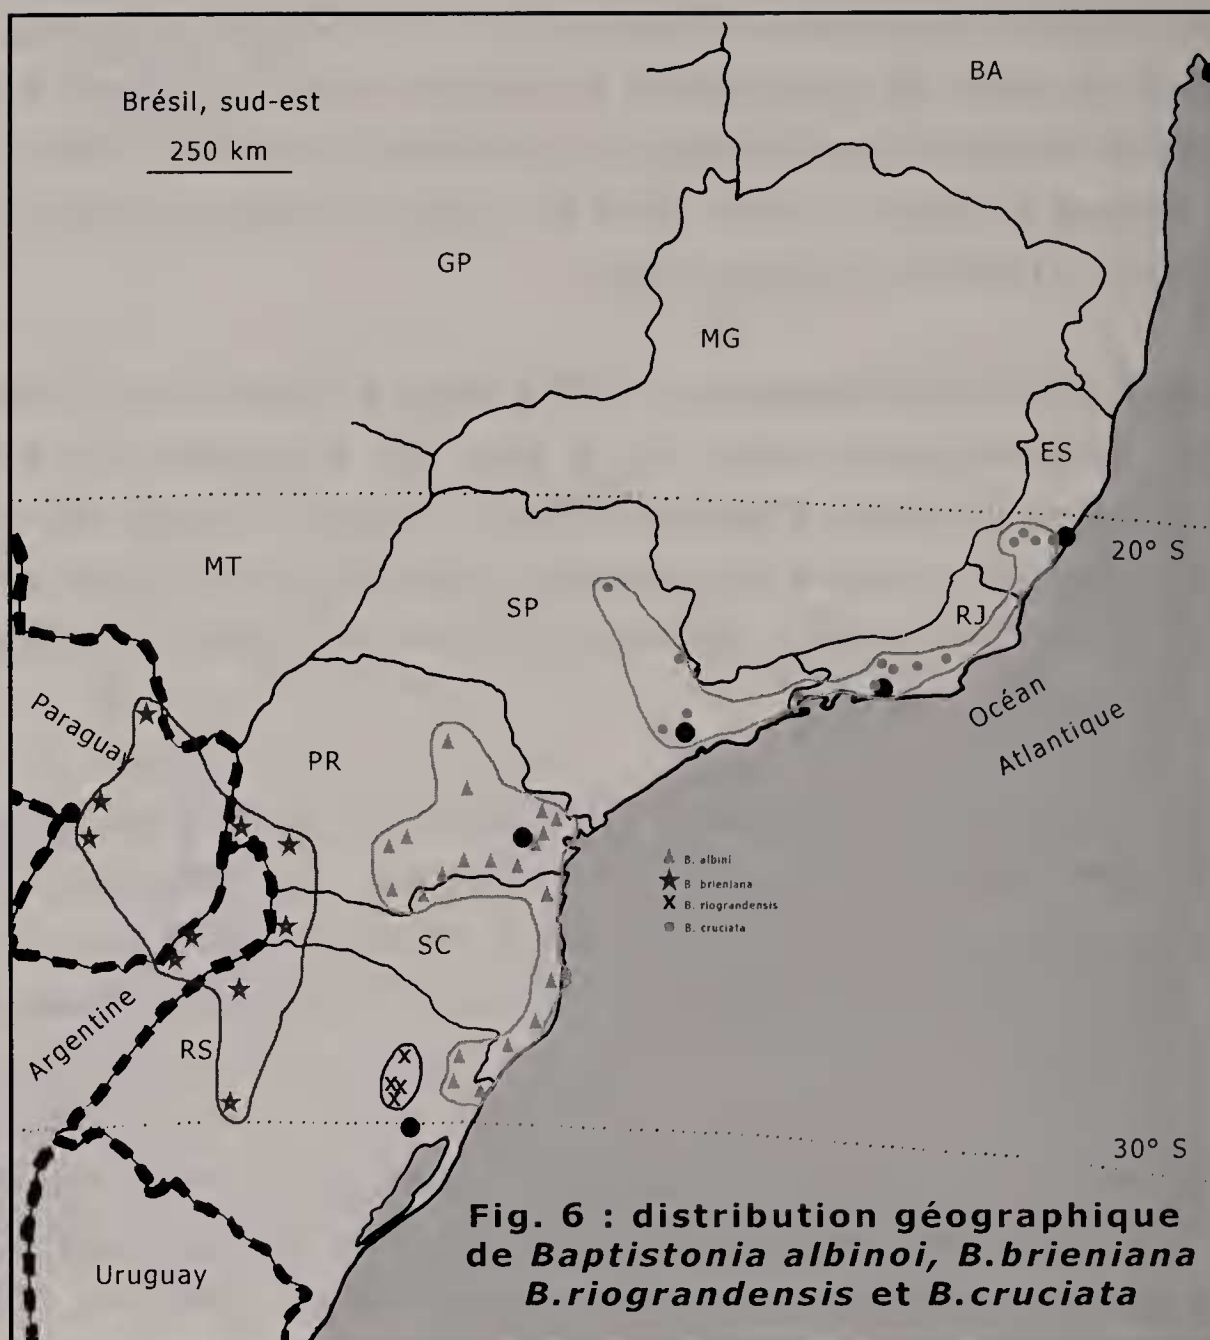 Brésil, sud-est
250 km
BA
GP
MG
ES
20° S
MT
SP
RJ
Océan
Atlantique
Paraguay
PR
B. albini
B. brieniana
B. riograndensis
B. cruciata
SC
Argentine
RS
30° S
Uruguay
Fig. 6 : distribution géographique
de Baptistonia albinoi, B.brieniana
B.riograndensis et B.cruciata